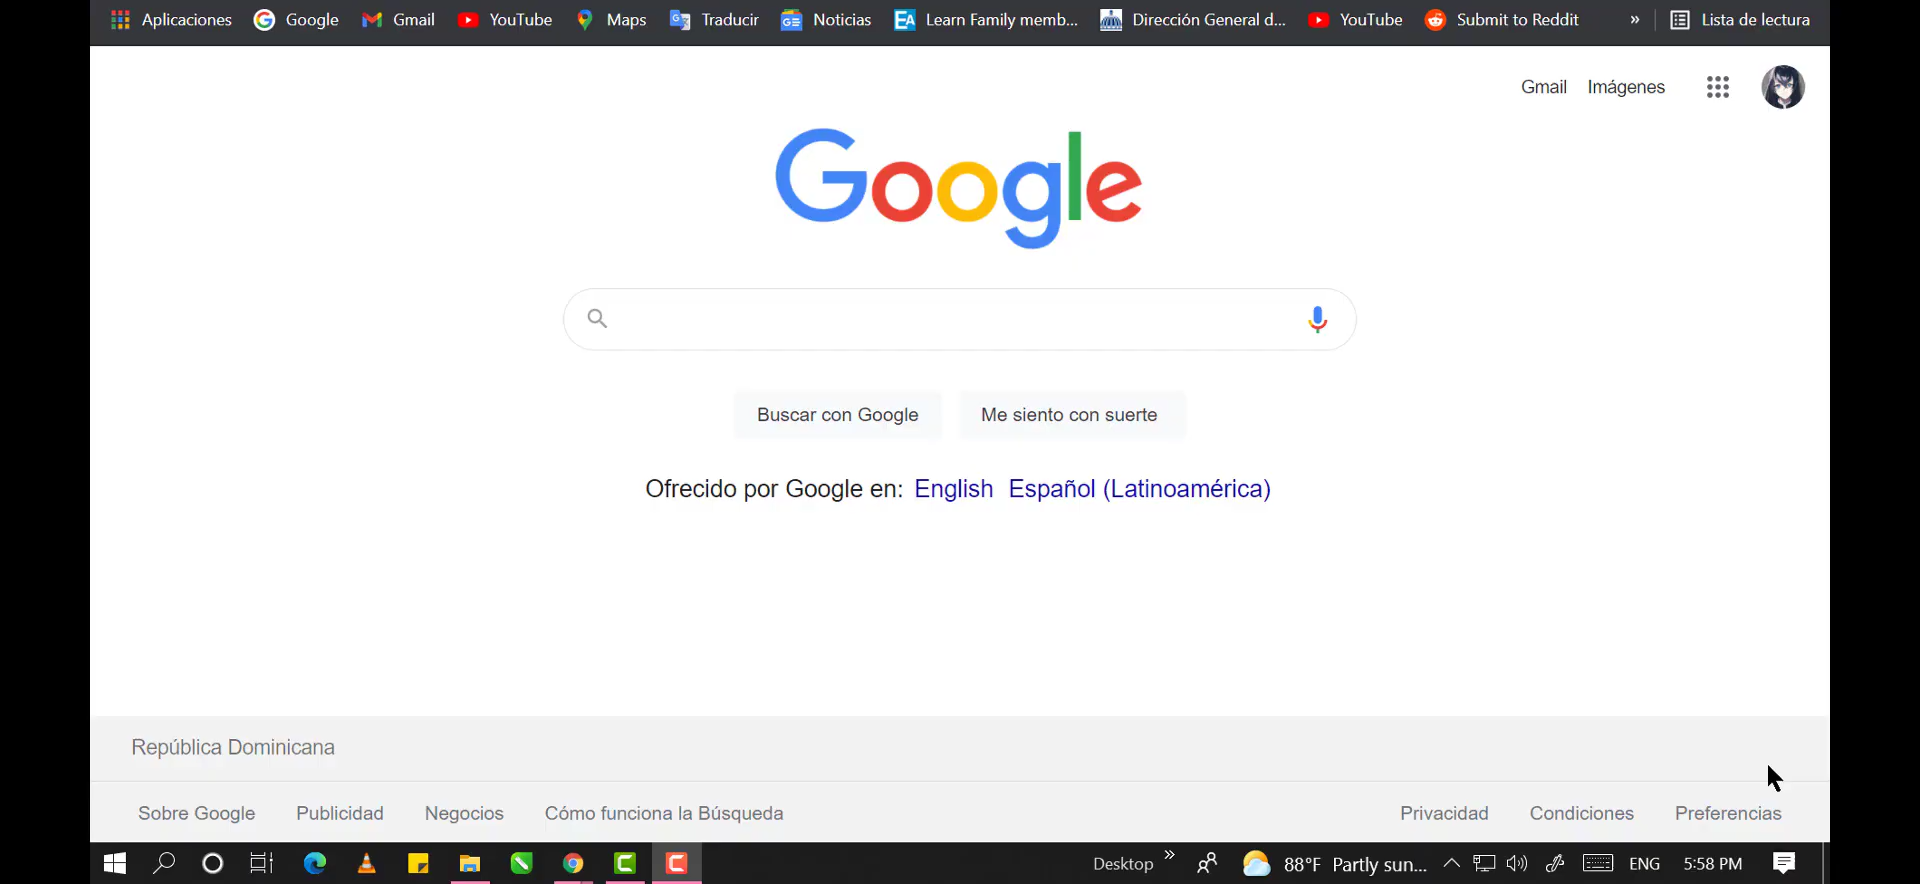 Aplicaciones Google Gmail YouTube Maps Traducir Noticias EA Learn Family memb... Dirección General d... YouTube Submit to Reddit » Lista de lectura
Gmail Imágenes
Google
Buscar con Google Me siento con suerte
Ofrecido por Google en: English Español (Latinoamérica)
República Dominicana
Sobre Google Publicidad Negocios Cómo funciona la Búsqueda Privacidad Condiciones Preferencias
Desktop » 88°F Partly sun... ENG 5:58 PM